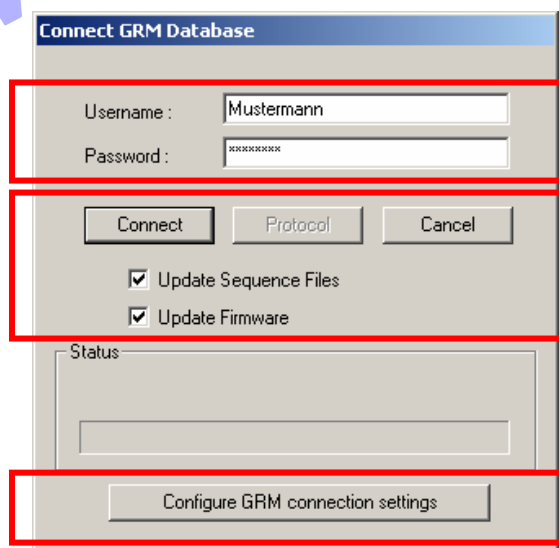 Connect GRM Database
Username : Mustermann
Password : ********
Connect Protocol Cancel
Update Sequence Files
Update Firmware
Status
Configure GRM connection settings